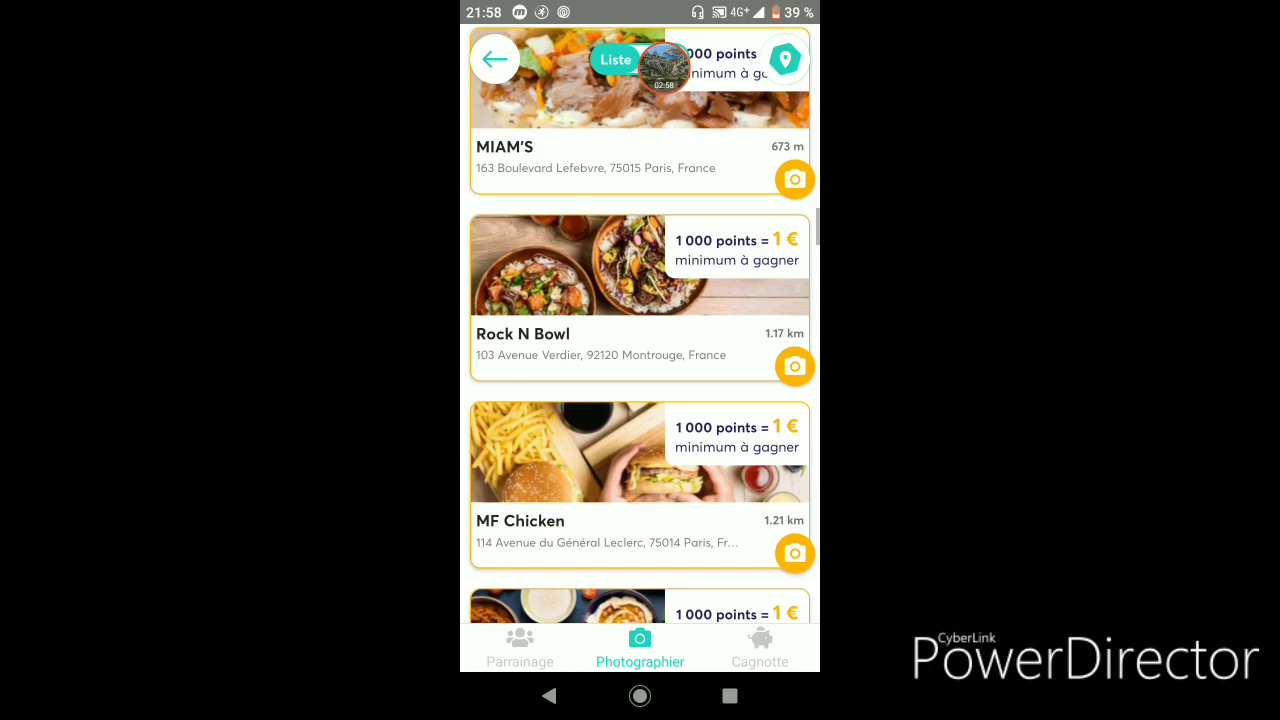 21:58
4G+
39 %
Liste
02:58
000 points
nimum à ga
MIAM'S
673 m
163 Boulevard Lefebvre, 75015 Paris, France
1 000 points = 1 €
minimum à gagner
Rock N Bowl
1.17 km
103 Avenue Verdier, 92120 Montrouge, France
1 000 points = 1 €
minimum à gagner
MF Chicken
1.21 km
114 Avenue du Général Leclerc, 75014 Paris, Fr...
1 000 points = 1 €
Parrainage
Photographier
Cagnotte
CyberLink
PowerDirector